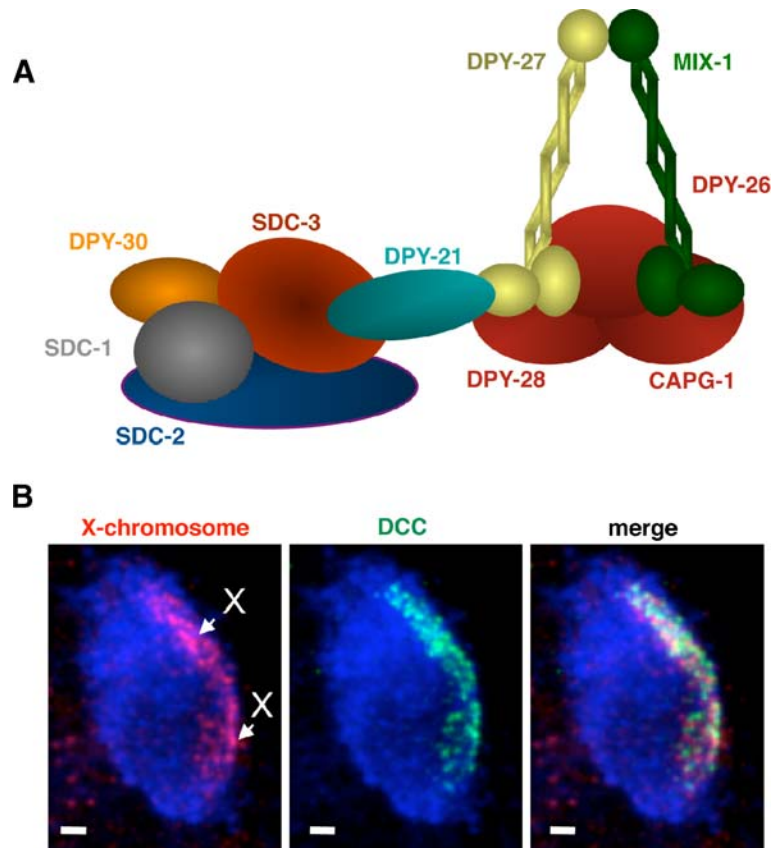 A
DPY-27
MIX-1
DPY-26
SDC-3
DPY-30
DPY-21
SDC-1
DPY-28
CAPG-1
SDC-2
B
X-chromosome
DCC
merge
X
X